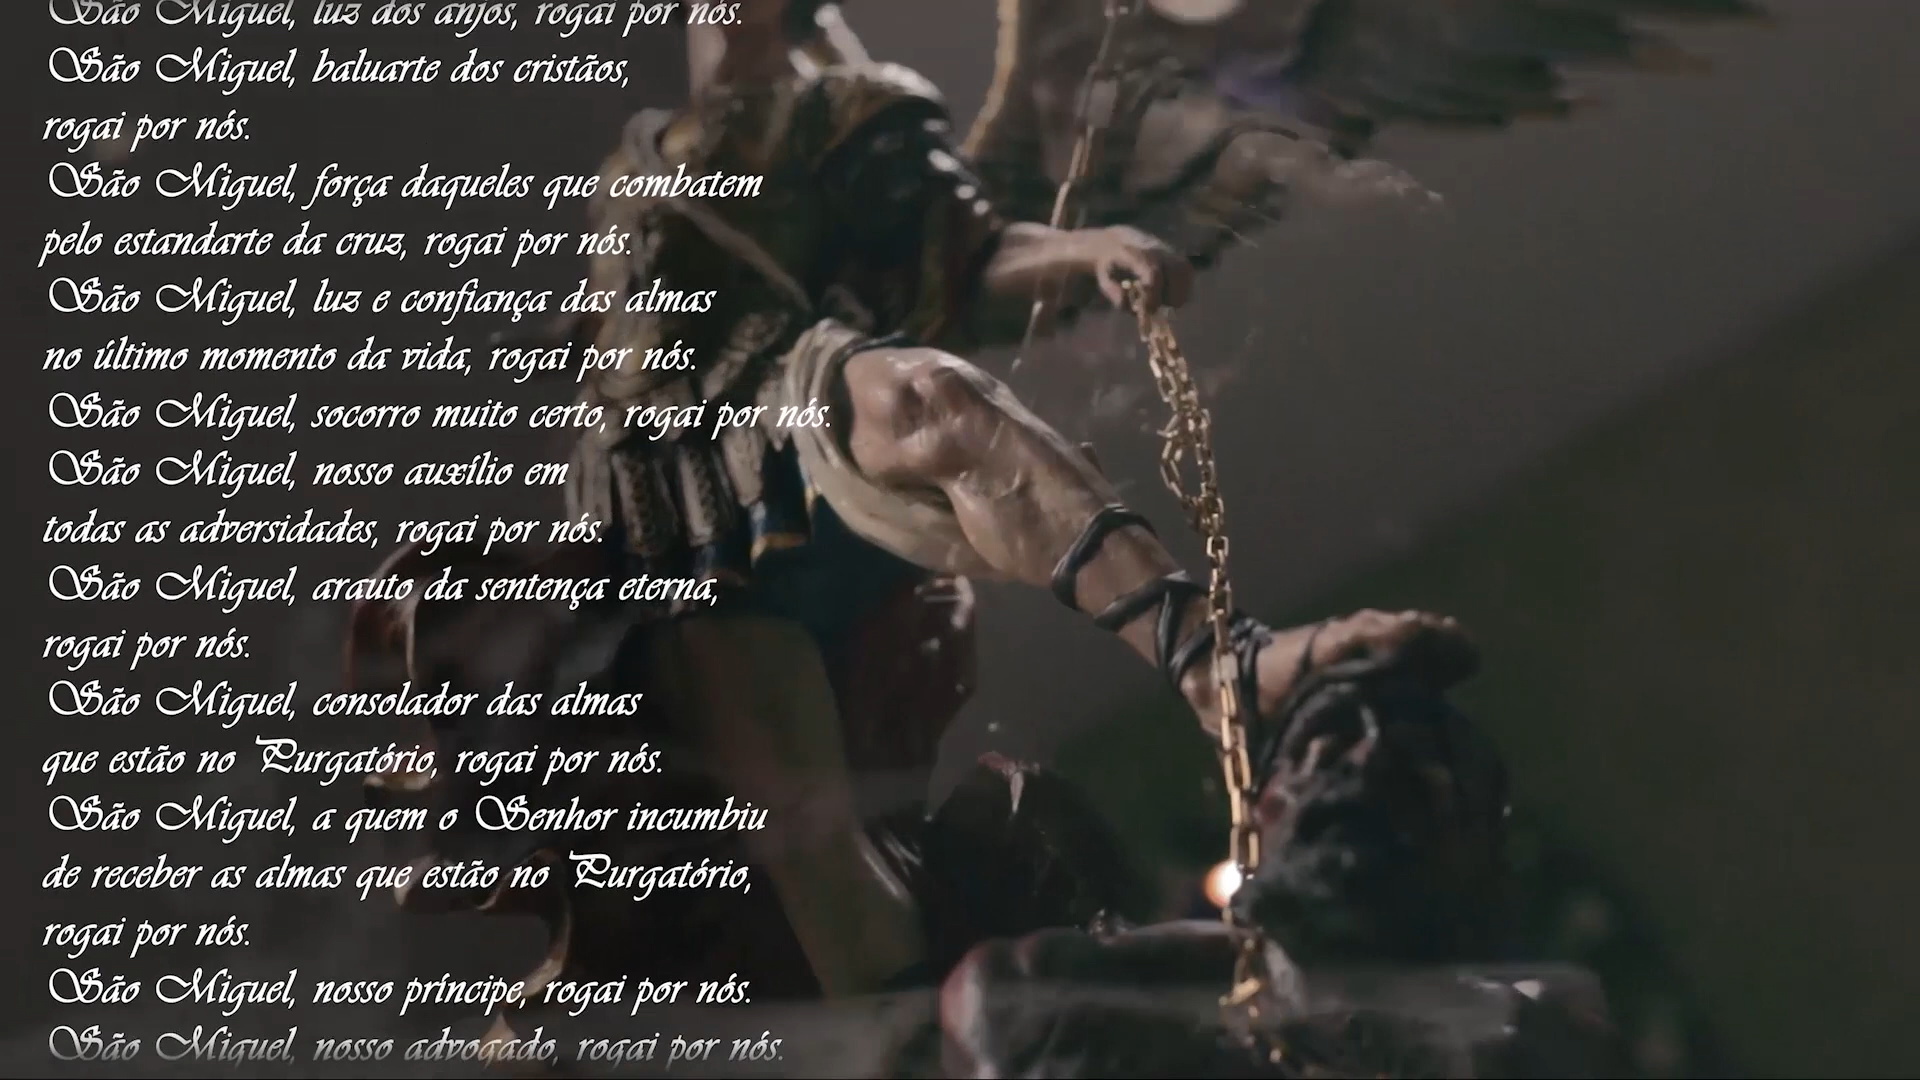 São Miguel, luz dos anjos, rogai por nós.
São Miguel, baluarte dos cristãos,
rogai por nós.
São Miguel, força daqueles que combatem
pelo estandarte da cruz, rogai por nós.
São Miguel, luz e confiança das almas
no último momento da vida, rogai por nós.
São Miguel, socorro muito certo, rogai por nós.
São Miguel, nosso auxílio em
todas as adversidades, rogai por nós.
São Miguel, arauto da sentença eterna,
rogai por nós.
São Miguel, consolador das almas
que estão no Purgatório, rogai por nós.
São Miguel, a quem o Senhor incumbiu
de receber as almas que estão no Purgatório,
rogai por nós.
São Miguel, nosso príncipe, rogai por nós.
São Miguel, nosso advogado, rogai por nós.